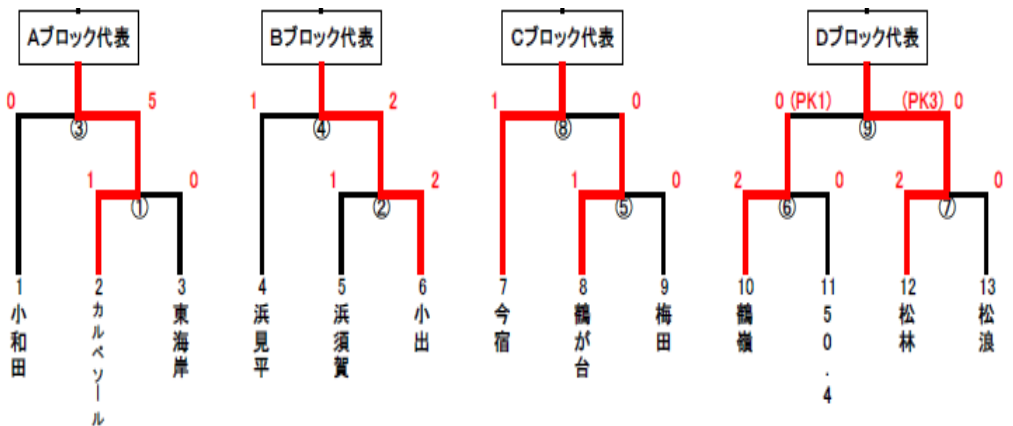 Aブロック代表
Bブロック代表
Cブロック代表
Dブロック代表
0
5
1
2
1
0
0 (PK1)
(PK3) 0
③
④
⑧
⑨
1
0
1
2
1
0
2
0
2
0
①
②
⑤
⑥
⑦
1
2
3
4
5
6
7
8
9
10
11
12
13
小和田
カルペソール
東海岸
浜見平
浜須賀
小出
今宿
鶴が台
梅田
鶴嶺
50.4
松林
松浪